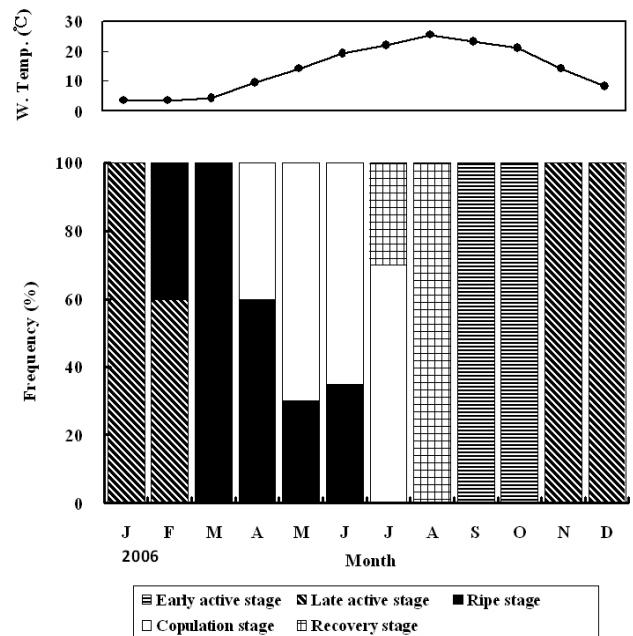 W. Temp. (℃)
30
20
10
0
Frequency (%)
100
80
60
40
20
0
J F M A M J J A S O N D
2006
Month
Early active stage Late active stage Ripe stage
Copulation stage Recovery stage